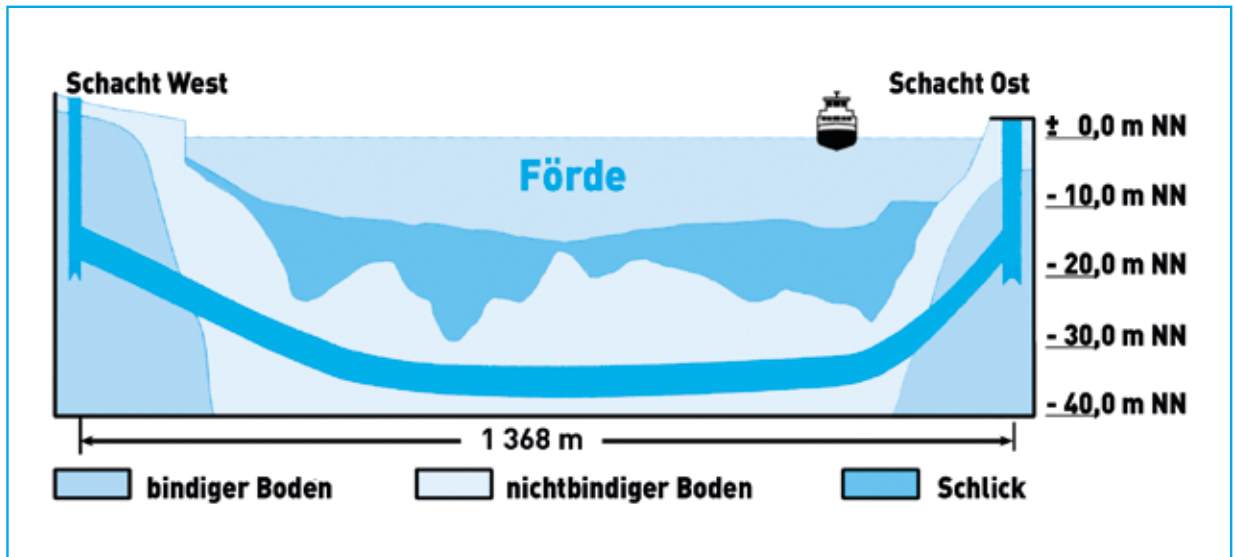 Schacht West
Schacht Ost
± 0,0 m NN
Förde
- 10,0 m NN
- 20,0 m NN
- 30,0 m NN
- 40,0 m NN
1 368 m
bindiger Boden
nichtbindiger Boden
Schlick